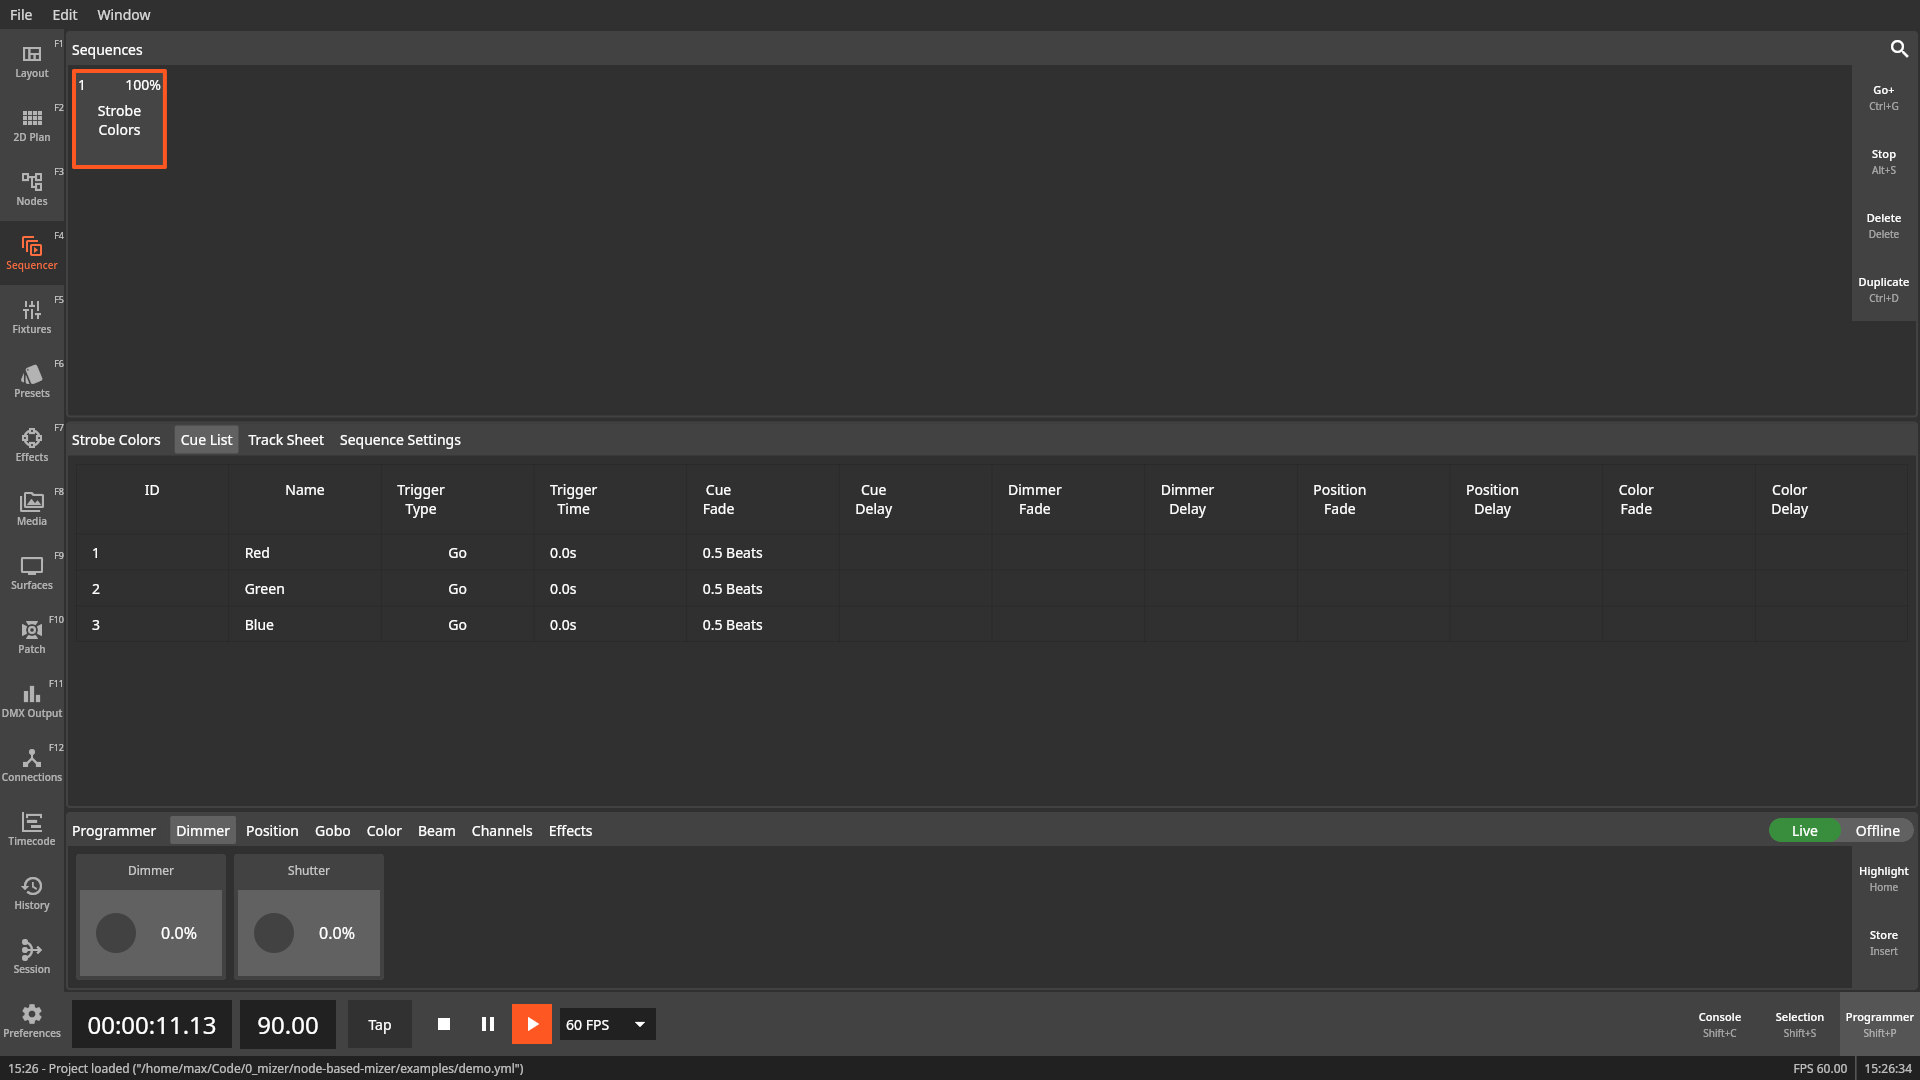 File Edit Window
F1
Layout
F2
2D Plan
F3
Nodes
F4
Sequencer
F5
Fixtures
F6
Presets
F7
Effects
F8
Media
F9
Surfaces
F10
Patch
F11
DMX Output
F12
Connections
Timecode
History
Session
Preferences
Sequences
1 100%
Strobe
Colors
Go+
Ctrl+G
Stop
Alt+S
Delete
Delete
Duplicate
Ctrl+D
Strobe Colors Cue List Track Sheet Sequence Settings
ID Name Trigger Trigger Cue Cue Dimmer Dimmer Position Position Color Color
Type Time Fade Delay Fade Delay Fade Delay Fade Delay
1 Red Go 0.0s 0.5 Beats
2 Green Go 0.0s 0.5 Beats
3 Blue Go 0.0s 0.5 Beats
Programmer Dimmer Position Gobo Color Beam Channels Effects Live Offline
Dimmer Shutter
0.0% 0.0%
Highlight
Home
Store
Insert
00:00:11.13 90.00 Tap 60 FPS
Console
Shift+C
Selection
Shift+S
Programmer
Shift+P
15:26 - Project loaded ("/home/max/Code/0_mizer/node-based-mizer/examples/demo.yml") FPS 60.00 15:26:34